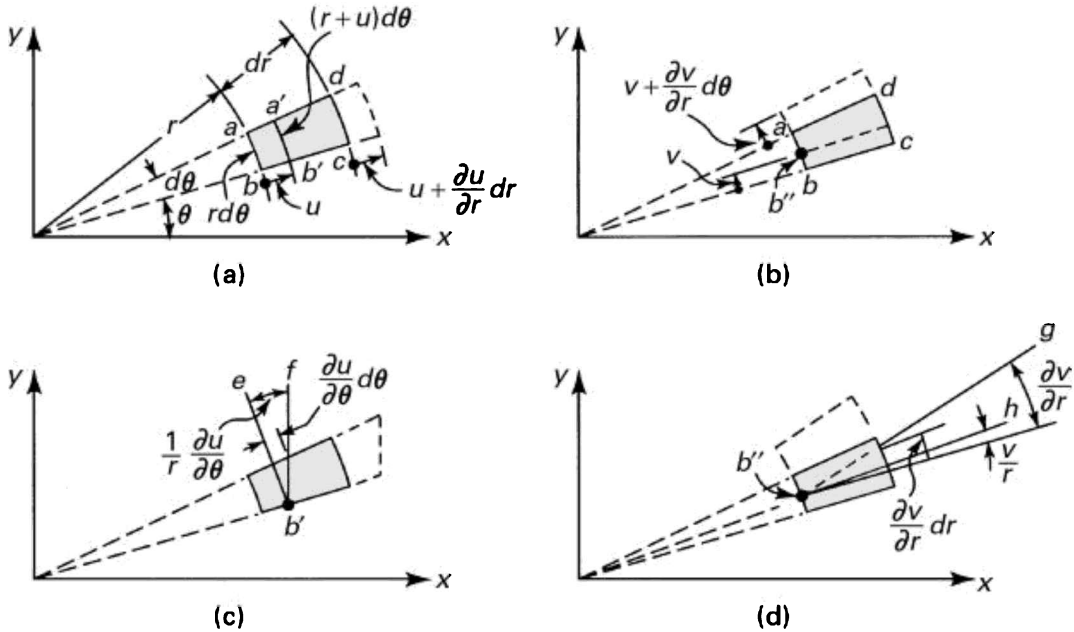 y
(r + u)dθ
dr
d
r
a
a′
dθ
θ
rdθ
b
b′
c
u
u + ∂u/∂r dr
x
(a)
y
v + ∂v/∂r dθ
a
d
v
b″
b
c
x
(b)
y
e
f
∂u/∂θ dθ
1/r ∂u/∂θ
b′
x
(c)
y
g
∂v/∂r
h
b″
v/r
∂v/∂r dr
x
(d)